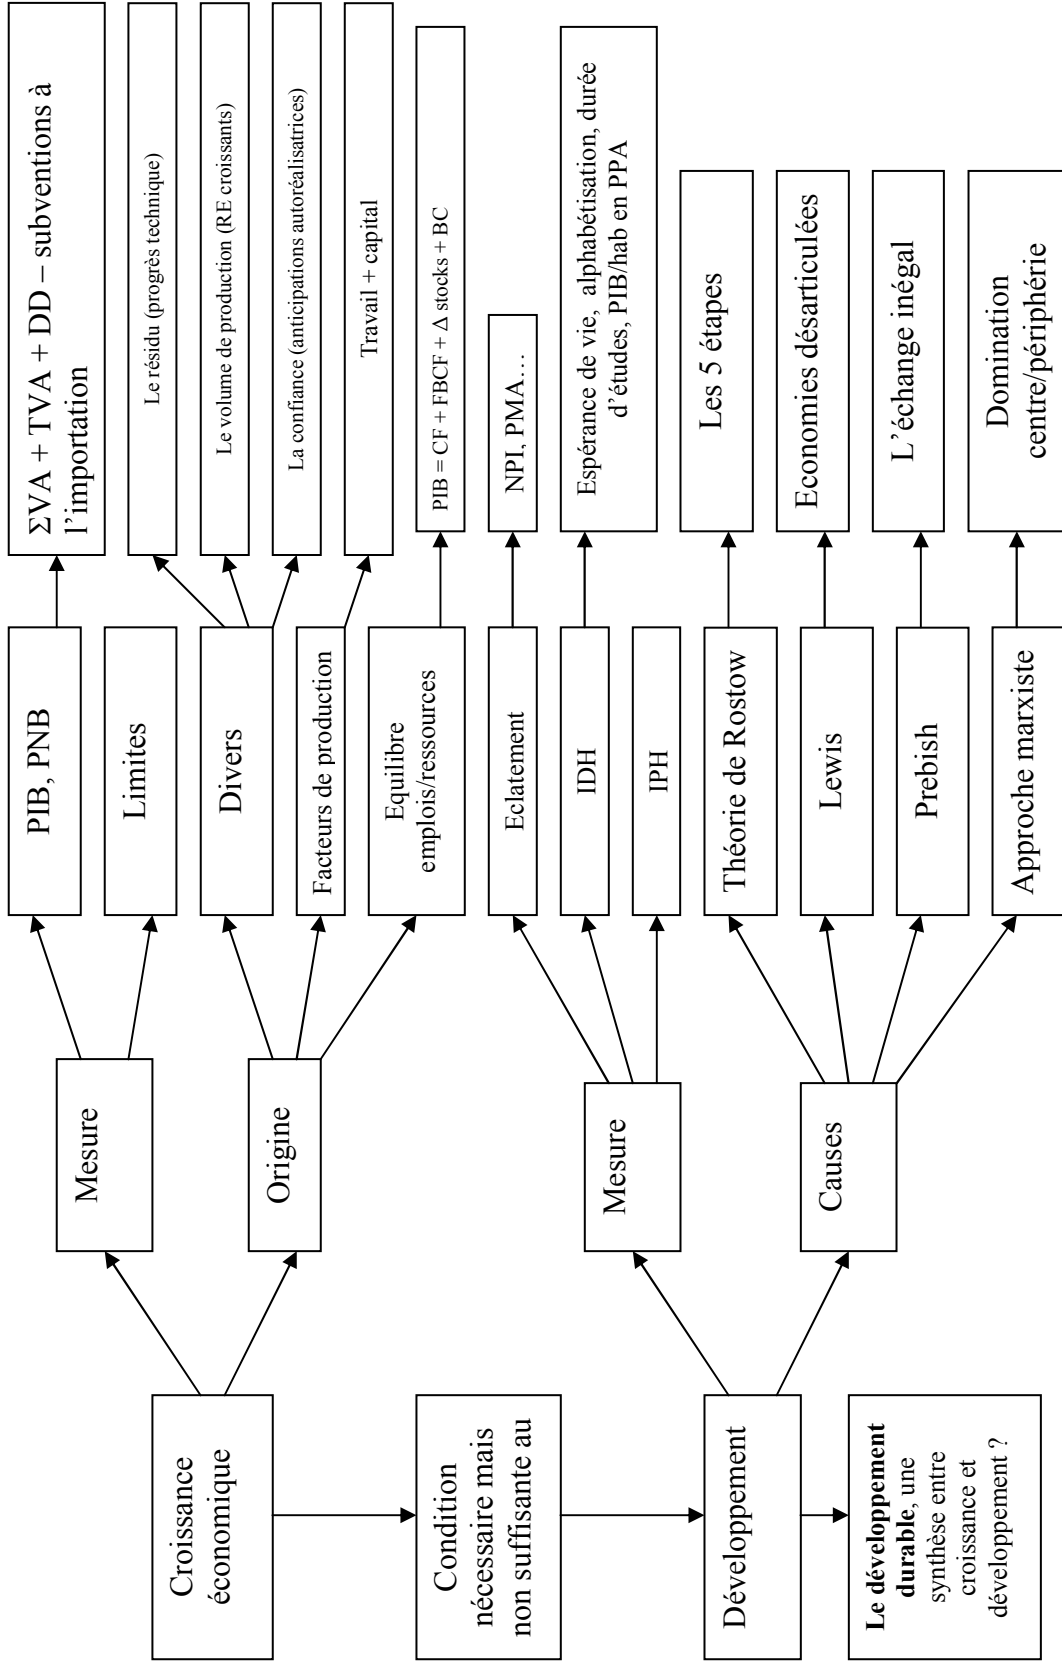 Croissance
économique
Condition
nécessaire mais
non suffisante au
Développement
Le développement
durable, une
synthèse entre
croissance et
développement ?
Mesure
Origine
Mesure
Causes
PIB, PNB
Limites
Divers
Facteurs de production
Equilibre
emplois/ressources
Eclatement
IDH
IPH
Théorie de Rostow
Lewis
Prebish
Approche marxiste
ΣVA + TVA + DD – subventions à
l'importation
Le résidu (progrès technique)
Le volume de production (RE croissants)
La confiance (anticipations autoréalisatrices)
Travail + capital
PIB = CF + FBCF + Δ stocks + BC
NPI, PMA…
Espérance de vie, alphabétisation, durée
d'études, PIB/hab en PPA
Les 5 étapes
Economies désarticulées
L'échange inégal
Domination
centre/périphérie